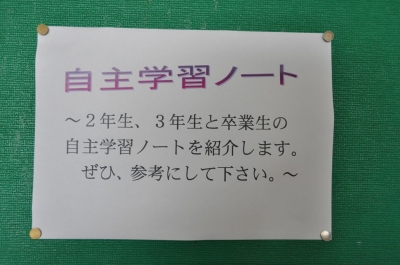 自主学習ノート
～２年生、３年生と卒業生の
自主学習ノートを紹介します。
ぜひ、参考にして下さい。～